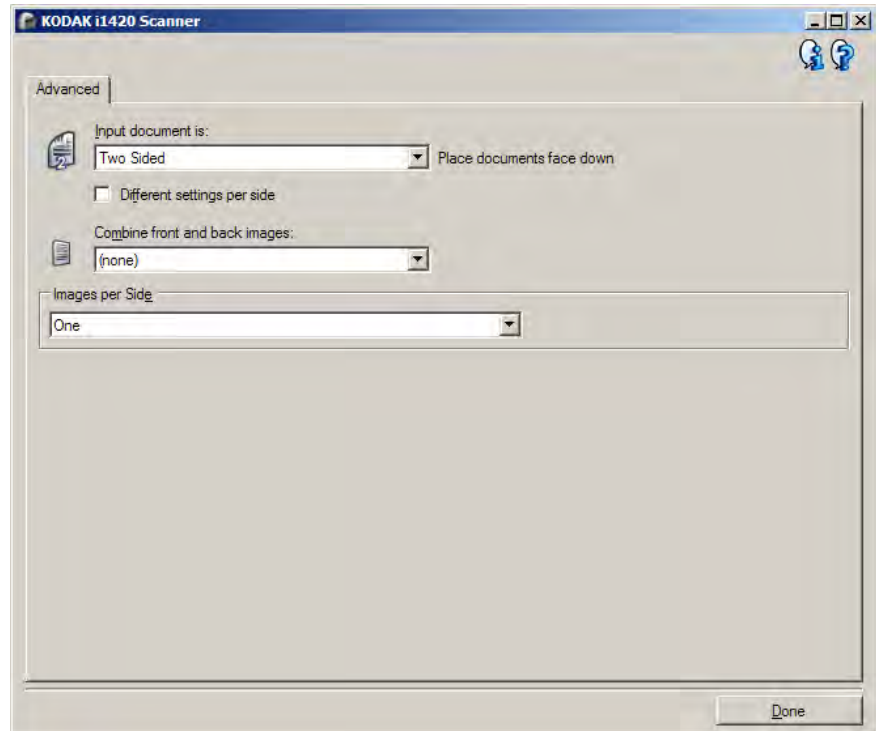 KODAK i1420 Scanner
Advanced
Input document is:
Two Sided
Place documents face down
Different settings per side
Combine front and back images:
(none)
Images per Side
One
Done